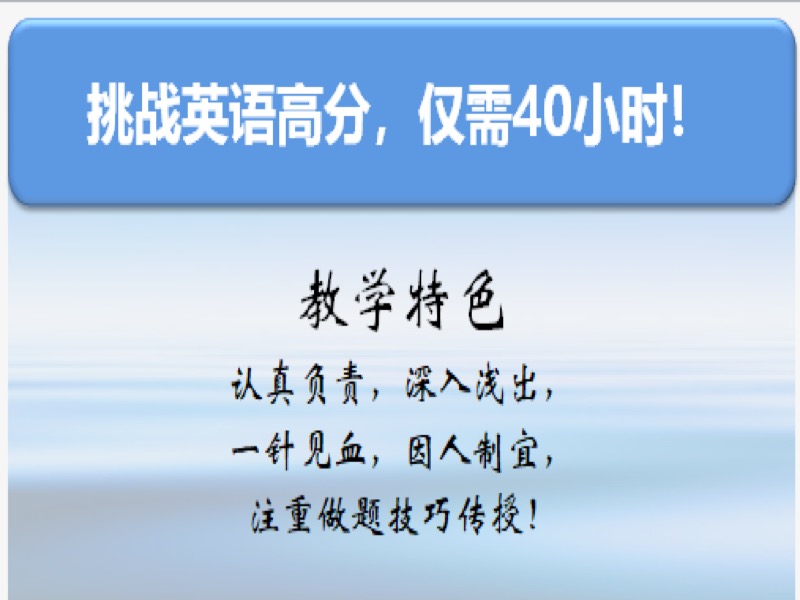 挑战英语高分，仅需40小时！
教学特色
认真负责，深入浅出，
一针见血，因人制宜，
注重做题技巧传授！